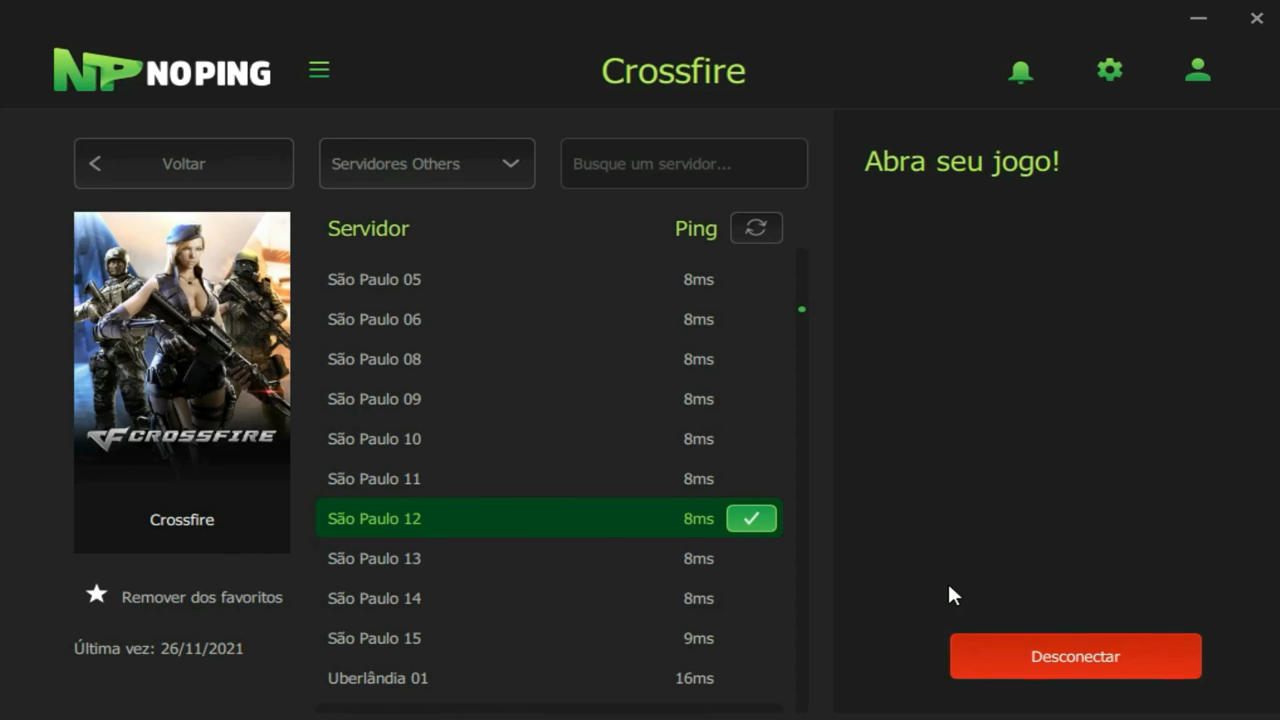 NP NOPING
Crossfire
Voltar
Servidores Others
Busque um servidor...
Abra seu jogo!
Servidor Ping
São Paulo 05 8ms
São Paulo 06 8ms
São Paulo 08 8ms
São Paulo 09 8ms
São Paulo 10 8ms
São Paulo 11 8ms
São Paulo 12 8ms
São Paulo 13 8ms
São Paulo 14 8ms
São Paulo 15 9ms
Uberlândia 01 16ms
CF CROSSFIRE
Crossfire
Remover dos favoritos
Última vez: 26/11/2021
Desconectar